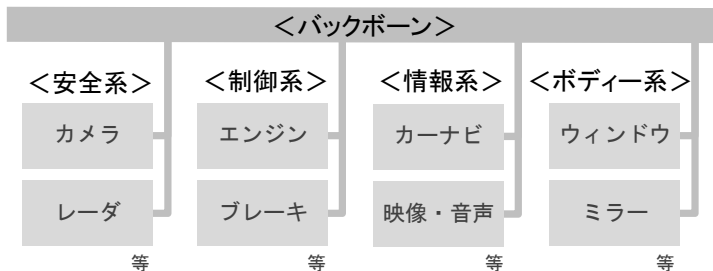 ＜バックボーン＞
＜安全系＞
カメラ
レーダ
等
＜制御系＞
エンジン
ブレーキ
等
＜情報系＞
カーナビ
映像・音声
等
＜ボディー系＞
ウィンドウ
ミラー
等